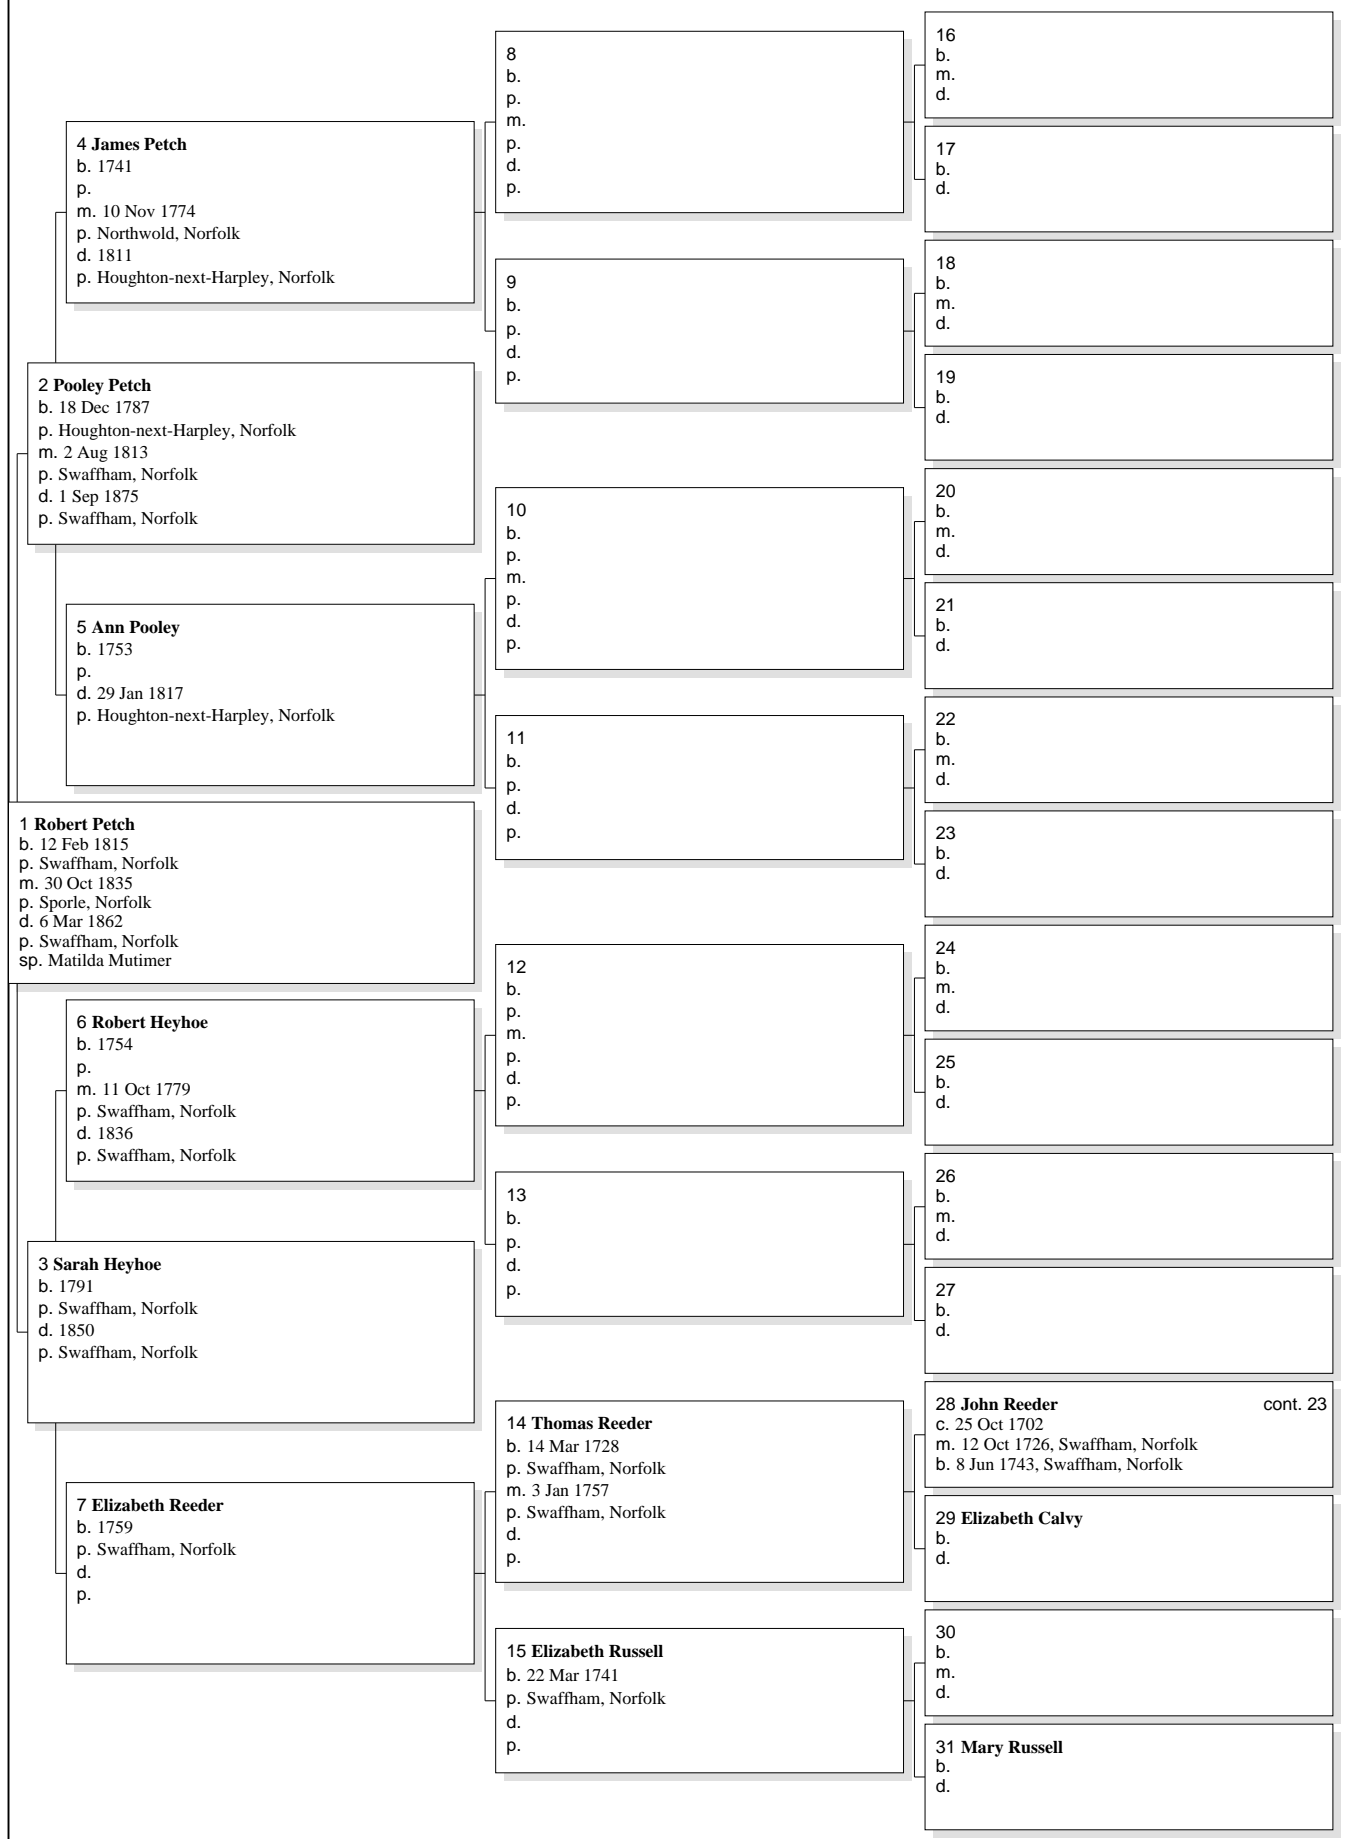 16
b.
m.
d.
8
b.
p.
m.
p.
d.
p.
17
b.
d.
4 James Petch
b. 1741
p.
m. 10 Nov 1774
p. Northwold, Norfolk
d. 1811
p. Houghton-next-Harpley, Norfolk
18
b.
m.
d.
9
b.
p.
d.
p.
19
b.
d.
2 Pooley Petch
b. 18 Dec 1787
p. Houghton-next-Harpley, Norfolk
m. 2 Aug 1813
p. Swaffham, Norfolk
d. 1 Sep 1875
p. Swaffham, Norfolk
20
b.
m.
d.
10
b.
p.
m.
p.
d.
p.
21
b.
d.
5 Ann Pooley
b. 1753
p.
d. 29 Jan 1817
p. Houghton-next-Harpley, Norfolk
22
b.
m.
d.
11
b.
p.
d.
p.
23
b.
d.
1 Robert Petch
b. 12 Feb 1815
p. Swaffham, Norfolk
m. 30 Oct 1835
p. Sporle, Norfolk
d. 6 Mar 1862
p. Swaffham, Norfolk
sp. Matilda Mutimer
24
b.
m.
d.
12
b.
p.
m.
p.
d.
p.
25
b.
d.
6 Robert Heyhoe
b. 1754
p.
m. 11 Oct 1779
p. Swaffham, Norfolk
d. 1836
p. Swaffham, Norfolk
26
b.
m.
d.
13
b.
p.
d.
p.
27
b.
d.
3 Sarah Heyhoe
b. 1791
p. Swaffham, Norfolk
d. 1850
p. Swaffham, Norfolk
28 John Reeder cont. 23
c. 25 Oct 1702
m. 12 Oct 1726, Swaffham, Norfolk
b. 8 Jun 1743, Swaffham, Norfolk
14 Thomas Reeder
b. 14 Mar 1728
p. Swaffham, Norfolk
m. 3 Jan 1757
p. Swaffham, Norfolk
d.
p.
29 Elizabeth Calvy
b.
d.
7 Elizabeth Reeder
b. 1759
p. Swaffham, Norfolk
d.
p.
30
b.
m.
d.
15 Elizabeth Russell
b. 22 Mar 1741
p. Swaffham, Norfolk
d.
p.
31 Mary Russell
b.
d.